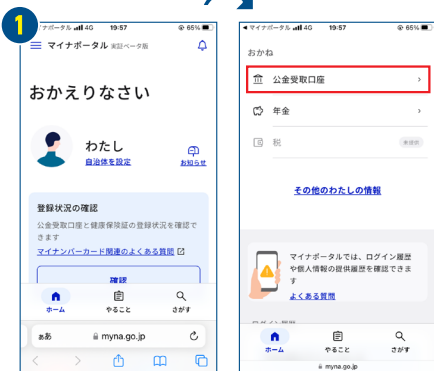 1
マイナポータル 4G 19:57 65%
マイナポータル 実証ベータ版
おかえりなさい
わたし
自治体を設定
お知らせ
登録状況の確認
公金受取口座と健康保険証の登録状況を確認で
きます
マイナンバーカード関連のよくある質問
確認
ホーム
やること
さがす
ぁあ
myna.go.jp
マイナポータル 4G 19:57 65%
おかね
公金受取口座
年金
税
その他のわたしの情報
マイナポータルでは、ログイン履歴
や個人情報の提供履歴を確認できま
す
よくある質問
ホーム
やること
さがす
myna.go.jp